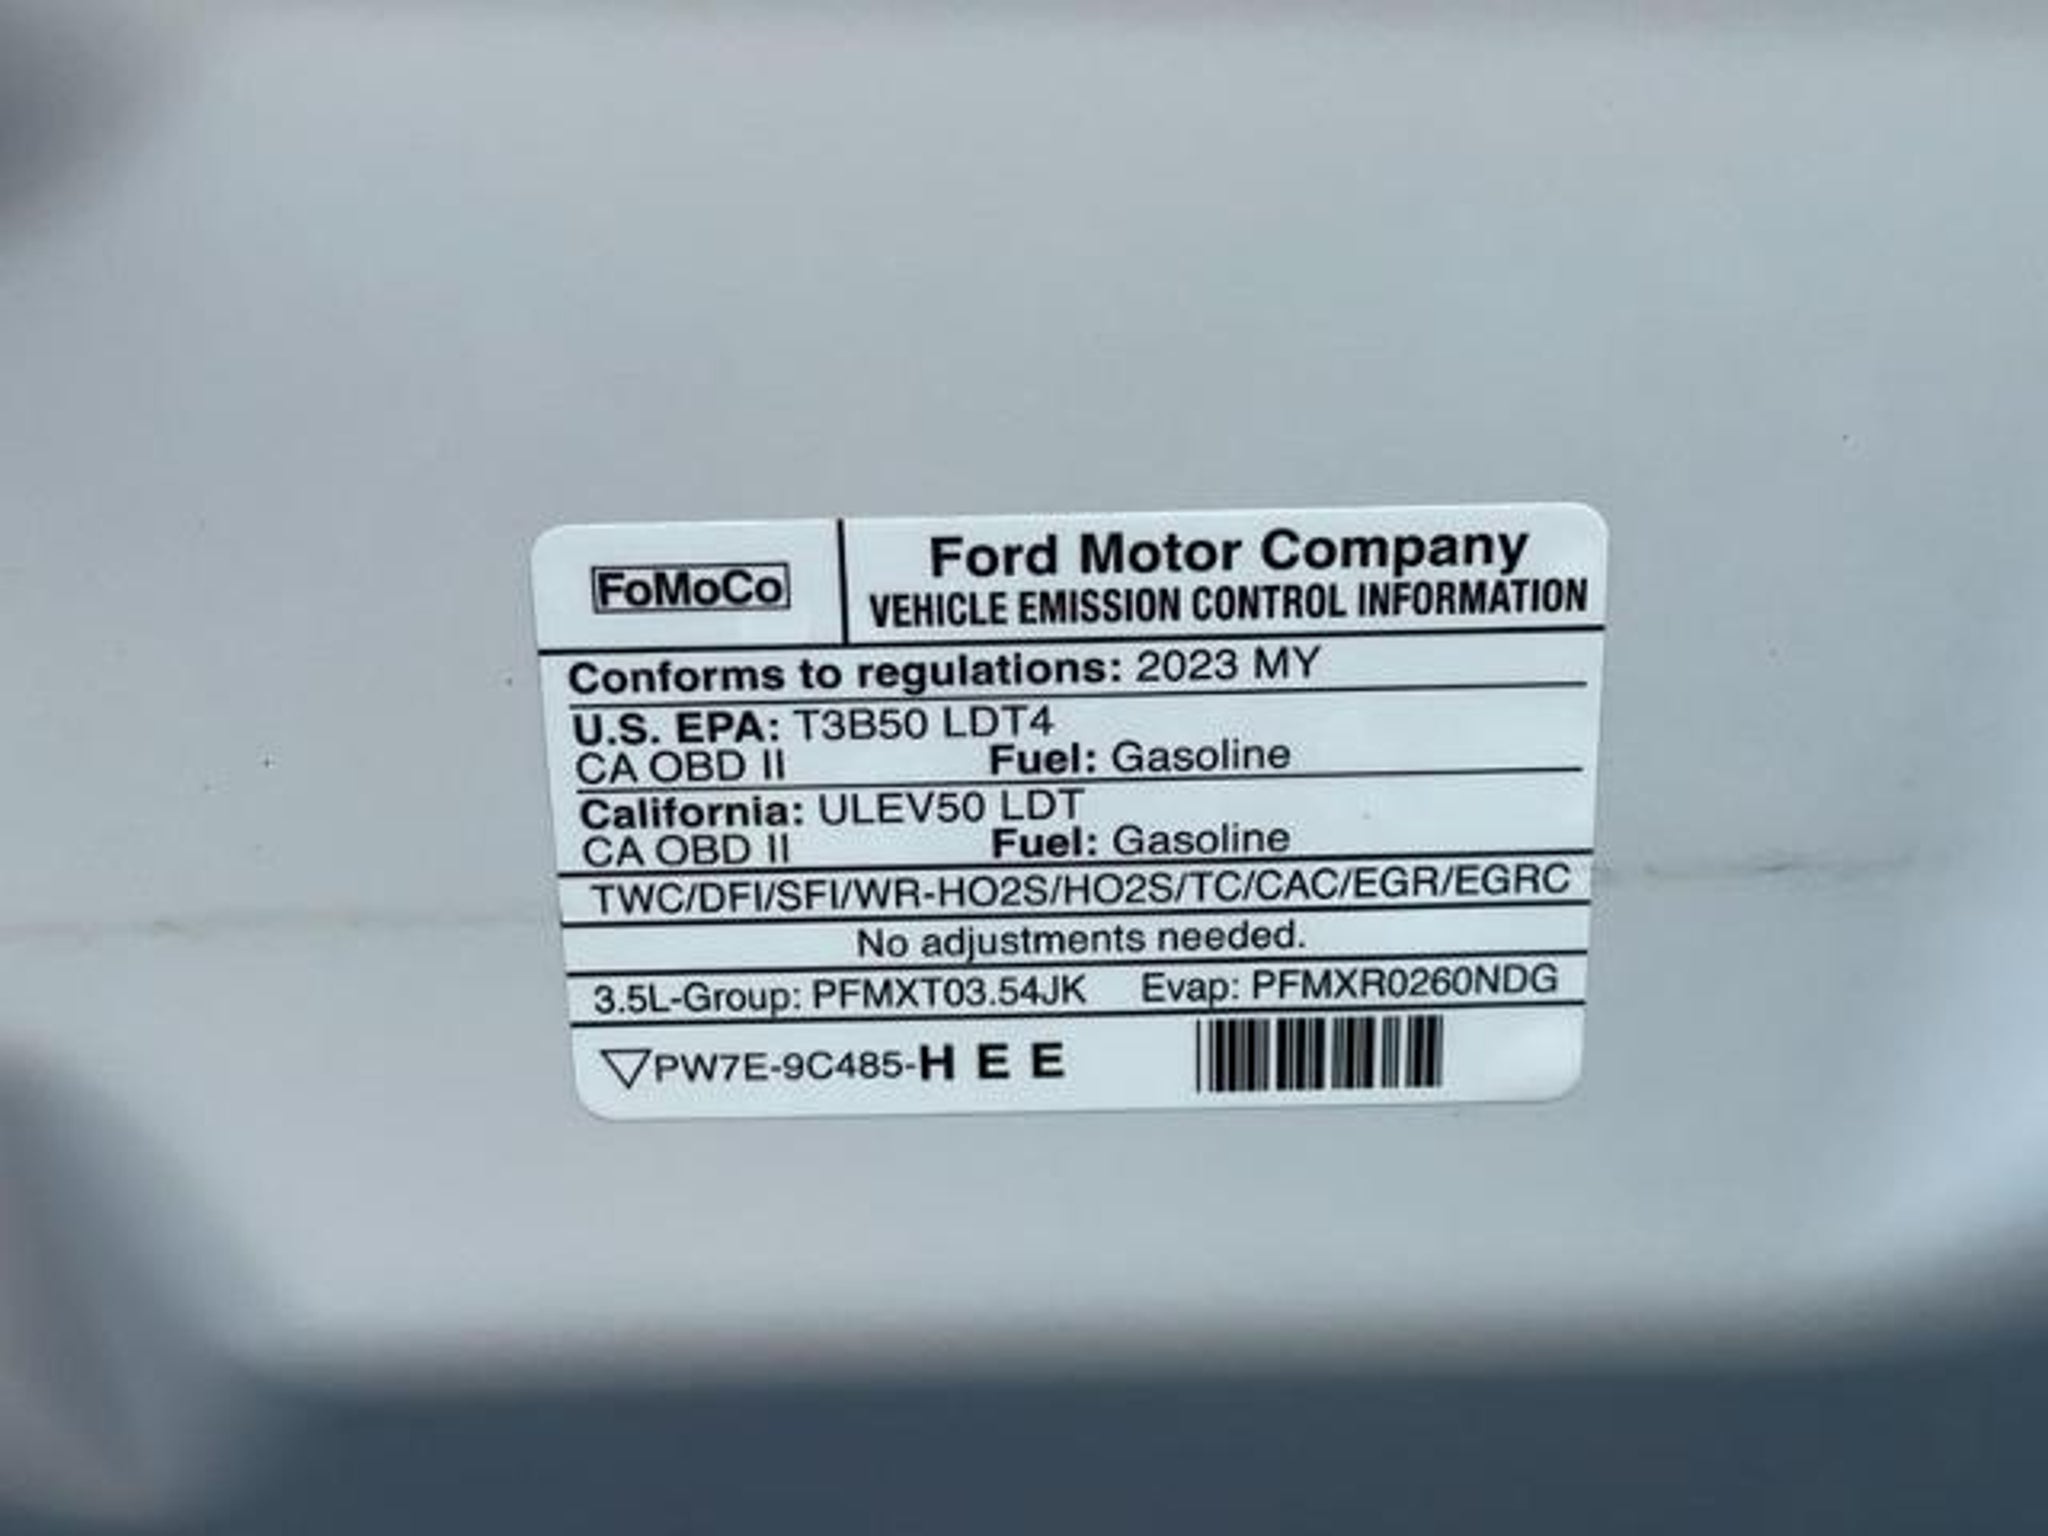 FoMoCo
Ford Motor Company
VEHICLE EMISSION CONTROL INFORMATION
Conforms to regulations: 2023 MY
U.S. EPA: T3B50 LDT4
CA OBD II Fuel: Gasoline
California: ULEV50 LDT
CA OBD II Fuel: Gasoline
TWC/DFI/SFI/WR-HO2S/HO2S/TC/CAC/EGR/EGRC
No adjustments needed.
3.5L-Group: PFMXT03.54JK Evap: PFMXR0260NDG
PW7E-9C485-H E E